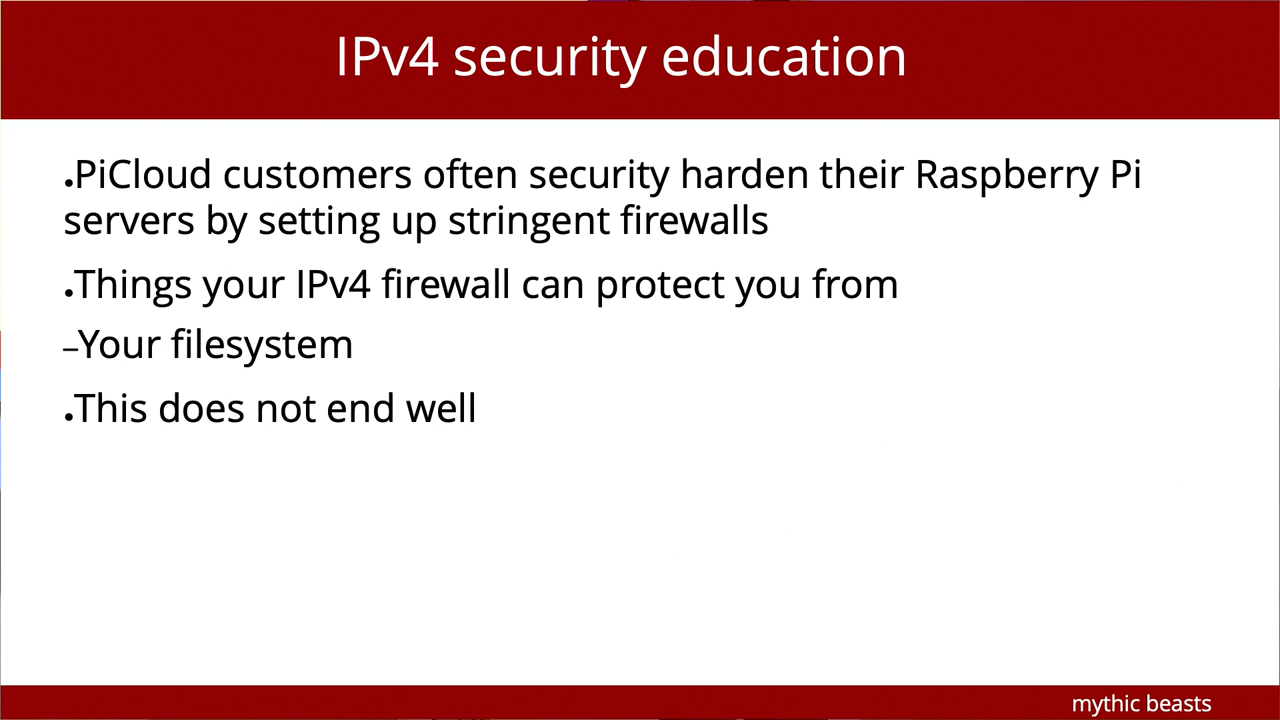 IPv4 security education
•PiCloud customers often security harden their Raspberry Pi
servers by setting up stringent firewalls
•Things your IPv4 firewall can protect you from
–Your filesystem
•This does not end well
mythic beasts